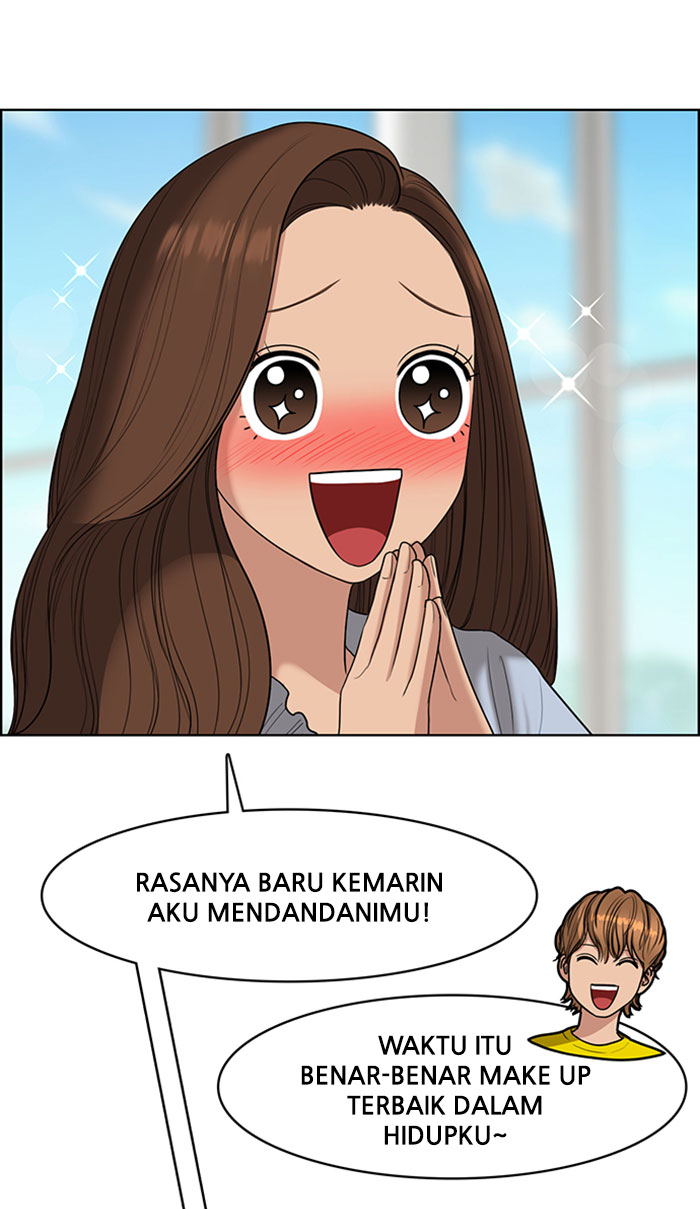 RASANYA BARU KEMARIN
AKU MENDANDANIMU!
WAKTU ITU
BENAR-BENAR MAKE UP
TERBAIK DALAM
HIDUPKU~